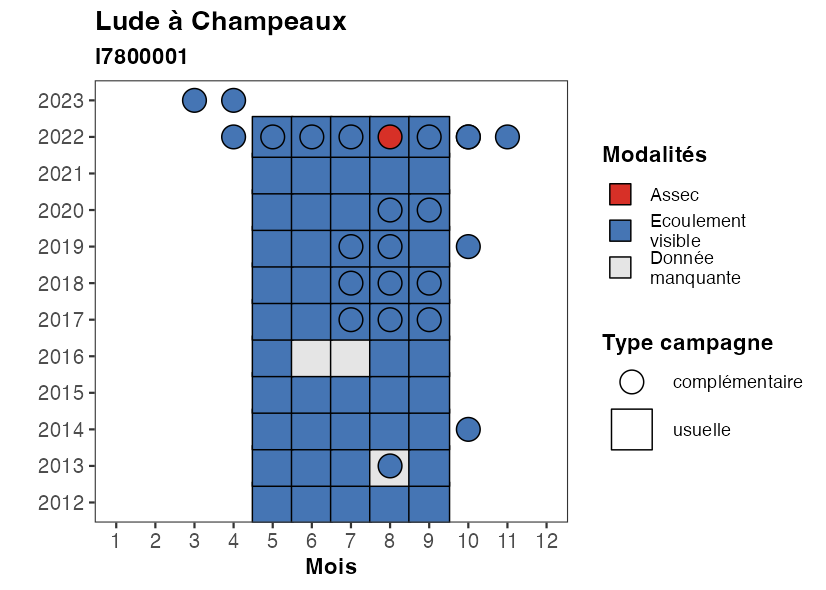 Lude à Champeaux
I7800001
2023
2022
2021
2020
2019
2018
2017
2016
2015
2014
2013
2012
1 2 3 4 5 6 7 8 9 10 11 12
Mois
Modalités
Assec
Ecoulement
visible
Donnée
manquante
Type campagne
complémentaire
usuelle